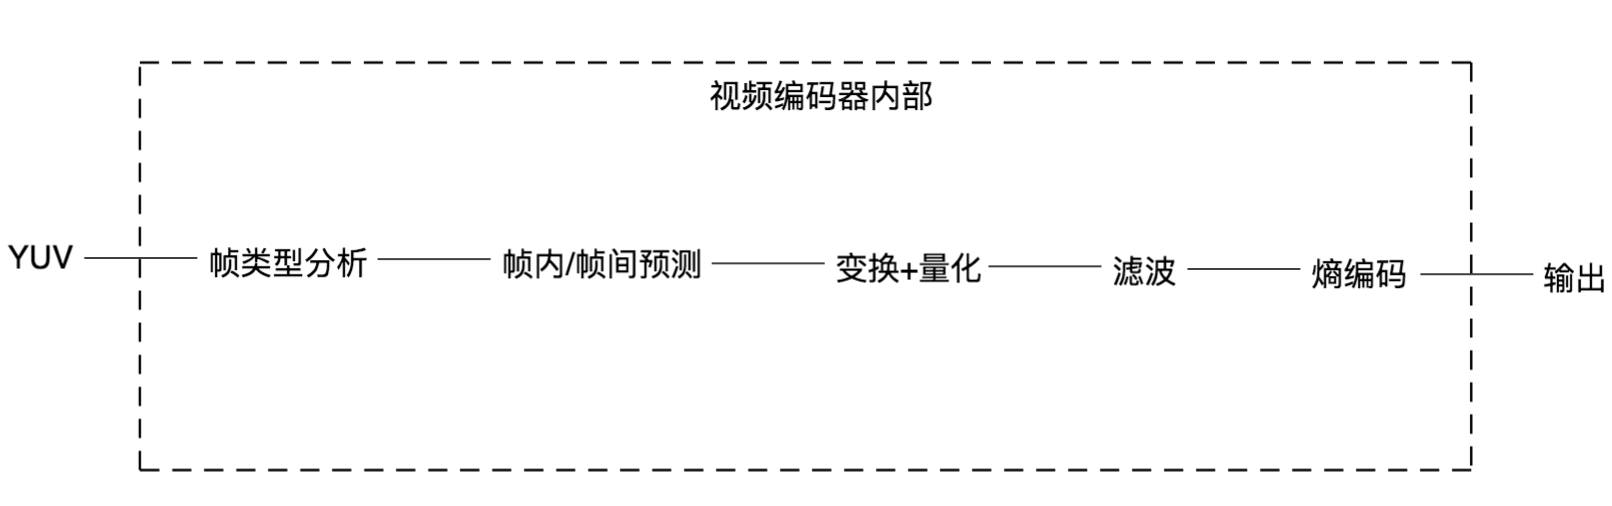 视频编码器内部
YUV
帧类型分析
帧内/帧间预测
变换+量化
滤波
熵编码
输出